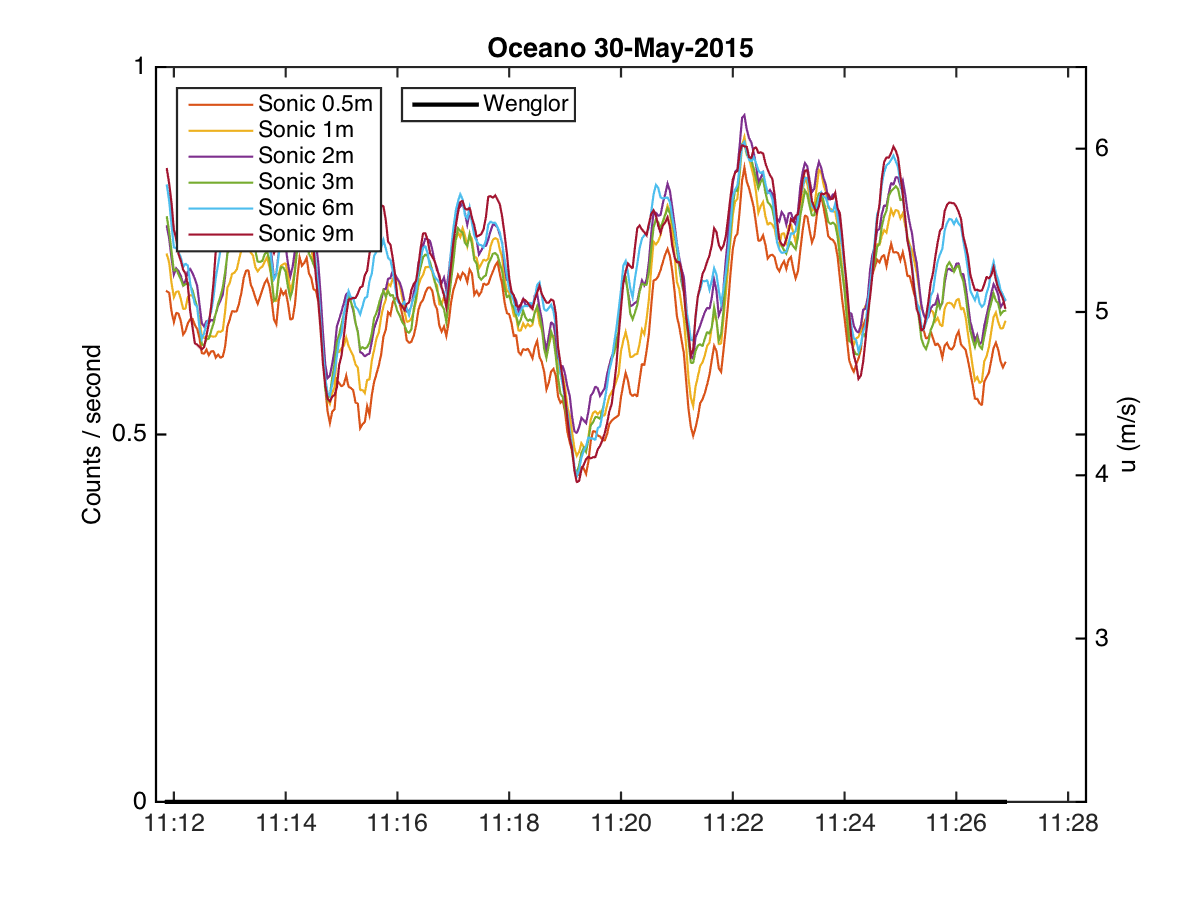 Oceano 30-May-2015
1
Sonic 0.5m
Sonic 1m
Sonic 2m
Sonic 3m
Sonic 6m
Sonic 9m
Wenglor
6
5
Counts / second
0.5
u (m/s)
4
3
0
11:12 11:14 11:16 11:18 11:20 11:22 11:24 11:26 11:28